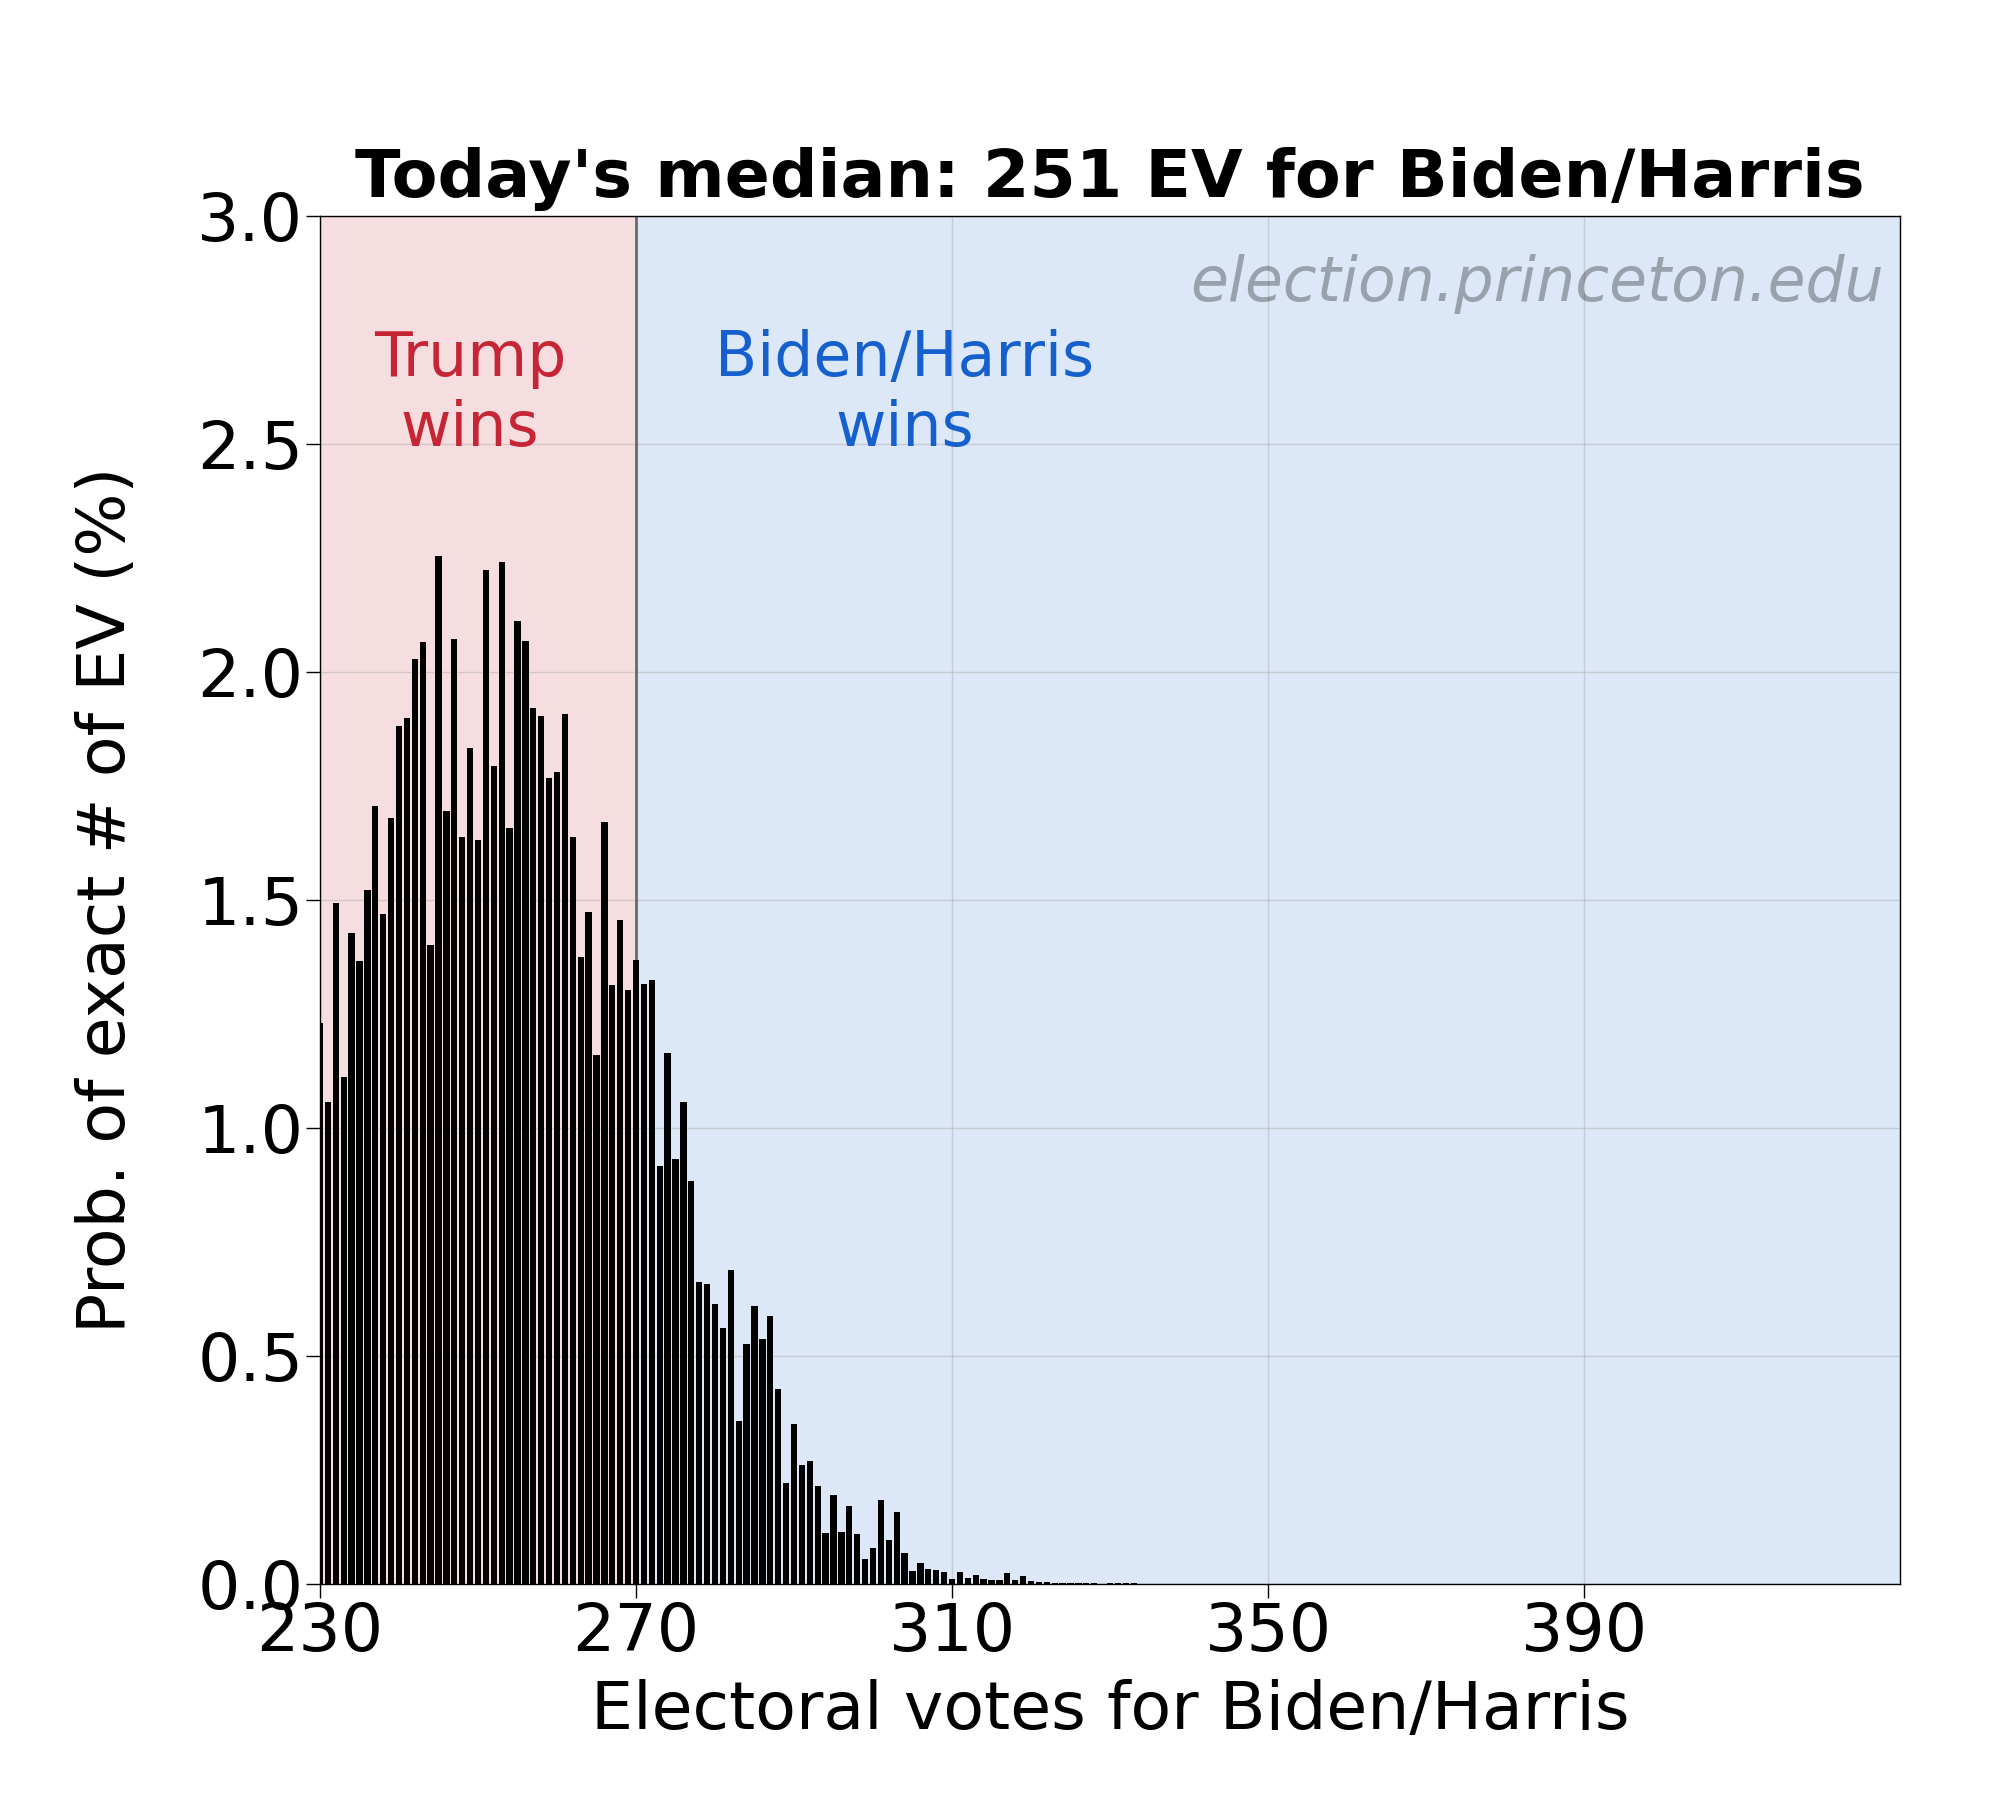 Today's median: 251 EV for Biden/Harris
election.princeton.edu
Trump
wins
Biden/Harris
wins
Prob. of exact # of EV (%)
3.0
2.5
2.0
1.5
1.0
0.5
0.0
230 270 310 350 390
Electoral votes for Biden/Harris